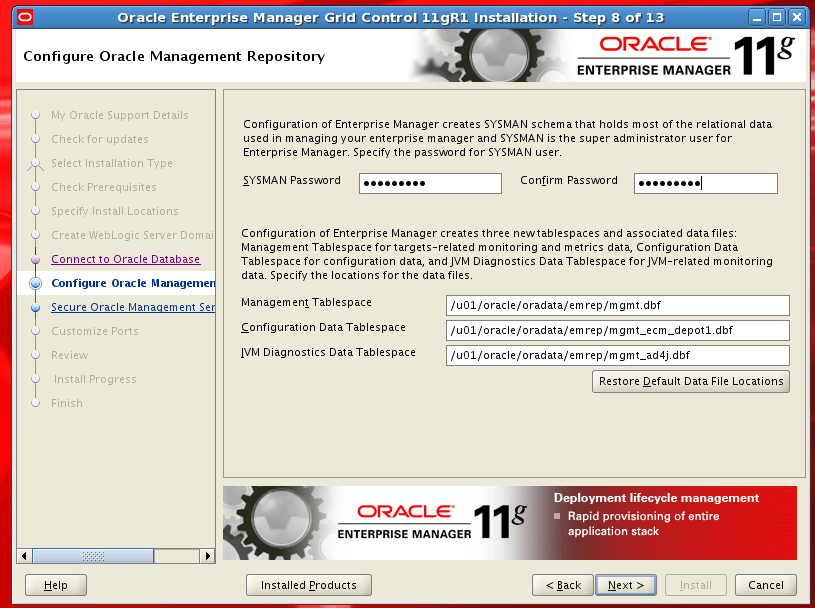 Oracle Enterprise Manager Grid Control 11gR1 Installation - Step 8 of 13
Configure Oracle Management Repository
ORACLE
ENTERPRISE MANAGER 11g
My Oracle Support Details
Check for updates
Select Installation Type
Check Prerequisites
Specify Install Locations
Create WebLogic Server Domai
Connect to Oracle Database
Configure Oracle Managemen
Secure Oracle Management Ser
Customize Ports
Review
Install Progress
Finish
Configuration of Enterprise Manager creates SYSMAN schema that holds most of the relational data
used in managing your enterprise manager and SYSMAN is the super administrator user for
Enterprise Manager. Specify the password for SYSMAN user.
SYSMAN Password ●●●●●●●●● Confirm Password ●●●●●●●●●
Configuration of Enterprise Manager creates three new tablespaces and associated data files:
Management Tablespace for targets-related monitoring and metrics data, Configuration Data
Tablespace for configuration data, and JVM Diagnostics Data Tablespace for JVM-related monitoring
data. Specify the locations for the data files.
Management Tablespace /u01/oracle/oradata/emrep/mgmt.dbf
Configuration Data Tablespace /u01/oracle/oradata/emrep/mgmt_ecm_depot1.dbf
JVM Diagnostics Data Tablespace /u01/oracle/oradata/emrep/mgmt_ad4j.dbf
Restore Default Data File Locations
ORACLE
ENTERPRISE MANAGER 11g
Deployment lifecycle management
Rapid provisioning of entire
application stack
Help Installed Products < Back Next > Install Cancel